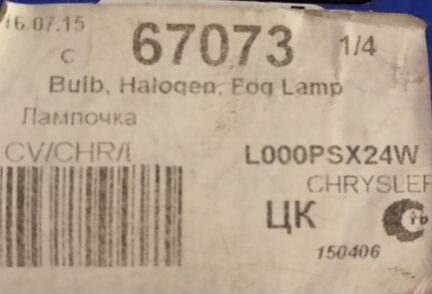 16.07.15
67073 1/4
C
Bulb, Halogen, Fog Lamp
Лампочка
CV/CHR/L L000PSX24W
CHRYSLER
ЦК
150406